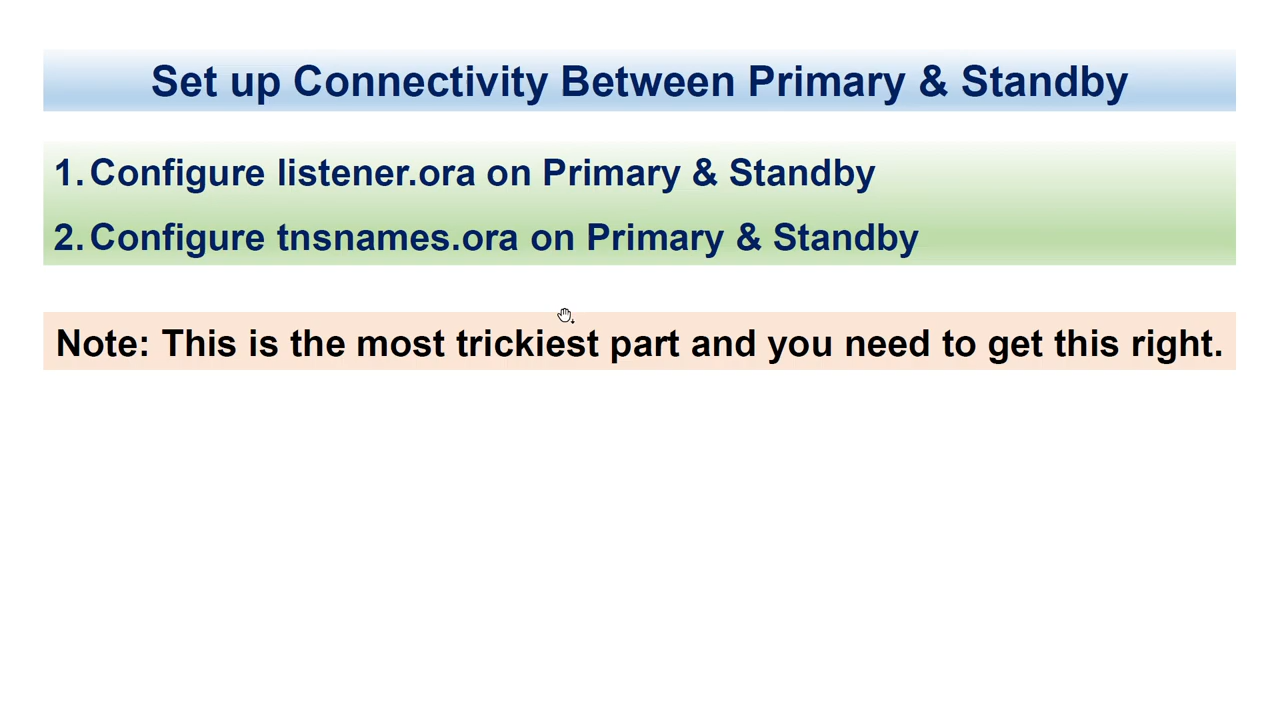 Set up Connectivity Between Primary & Standby
1. Configure listener.ora on Primary & Standby
2. Configure tnsnames.ora on Primary & Standby
Note: This is the most trickiest part and you need to get this right.